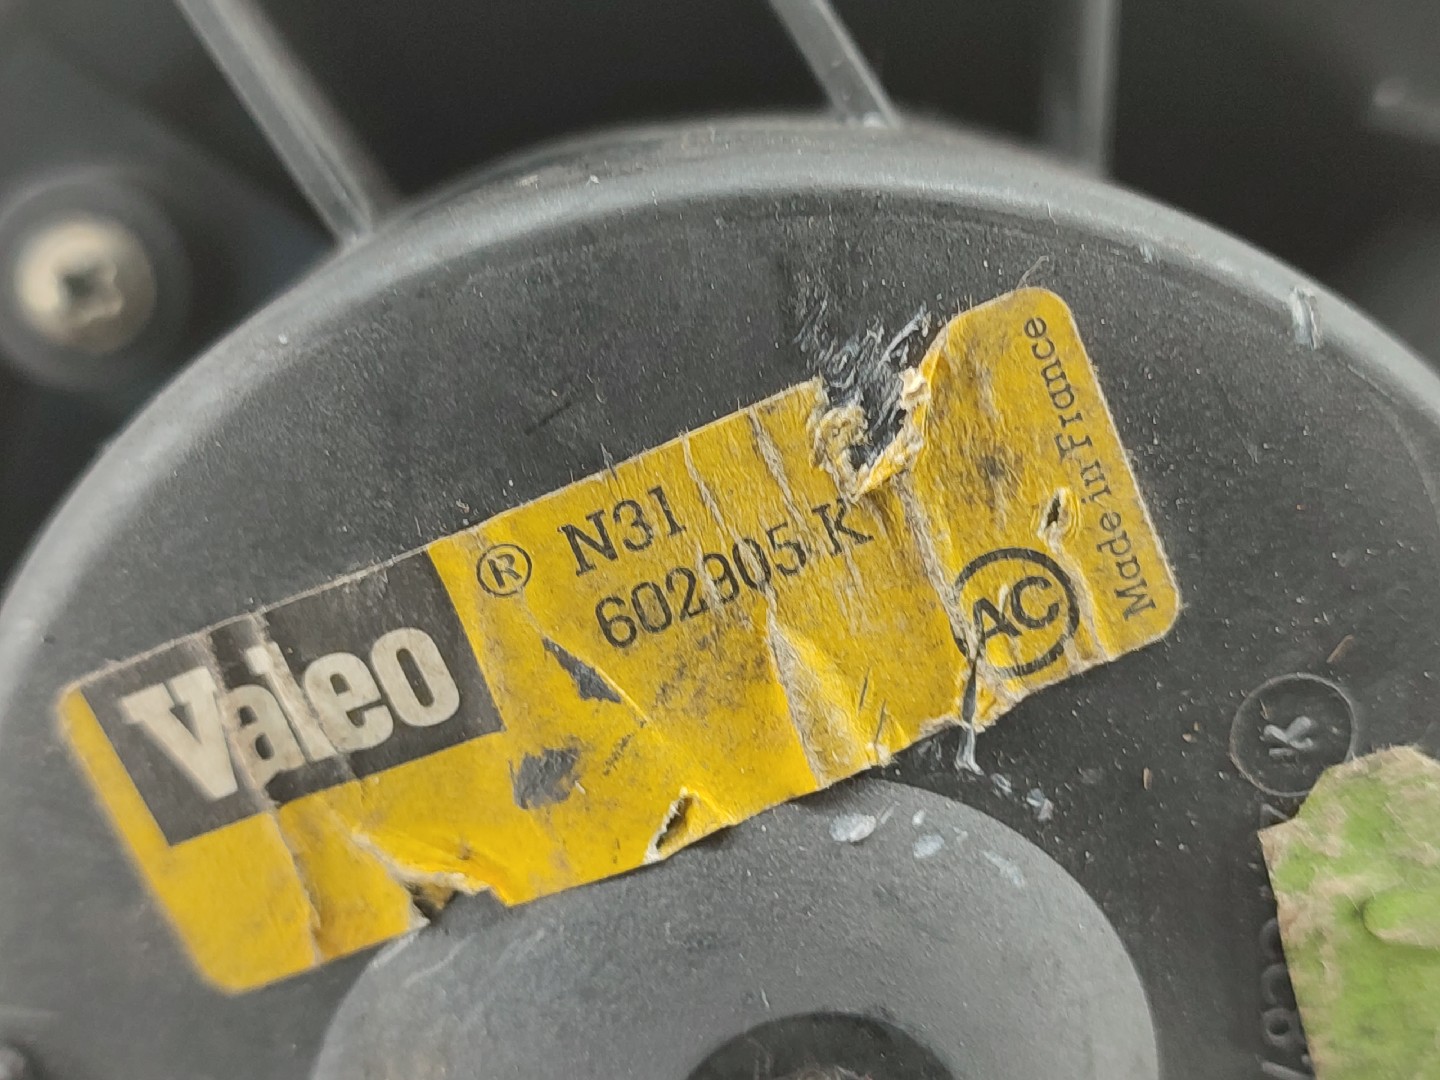 Valeo
®
N31
602905.K
AC
Made in France
K